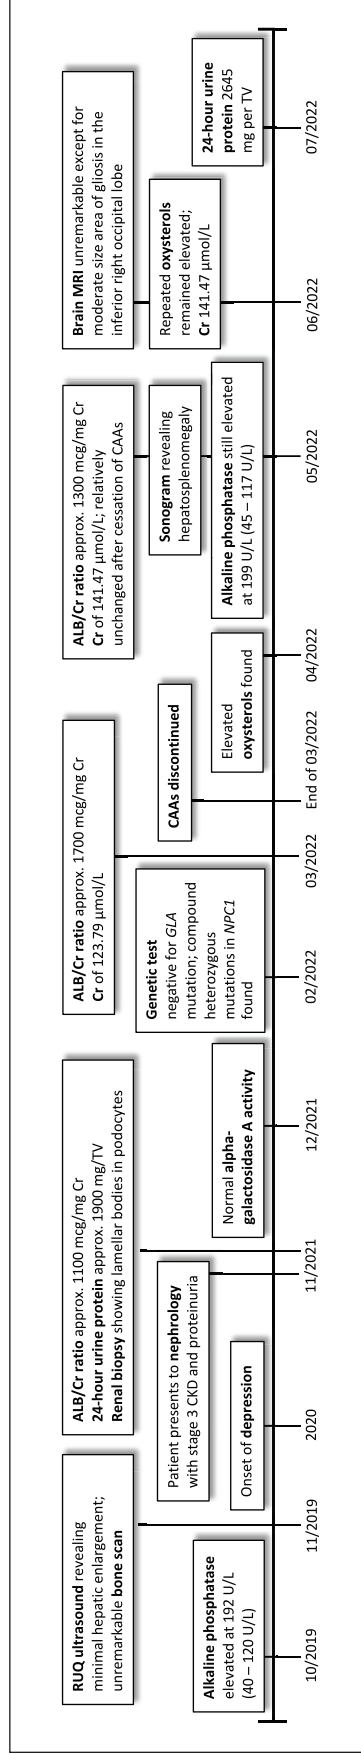 RUQ ultrasound revealing
minimal hepatic enlargement;
unremarkable bone scan
Alkaline phosphatase
elevated at 192 U/L
(40 – 120 U/L)
10/2019
11/2019
Onset of depression
2020
Patient presents to nephrology
with stage 3 CKD and proteinuria
11/2021
ALB/Cr ratio approx. 1100 mcg/mg Cr
24-hour urine protein approx. 1900 mg/TV
Renal biopsy showing lamellar bodies in podocytes
Normal alpha-
galactosidase A activity
12/2021
Genetic test
negative for GLA
mutation; compound
heterozygous
mutations in NPC1
found
02/2022
ALB/Cr ratio approx. 1700 mcg/mg Cr
Cr of 123.79 µmol/L
03/2022
CAAs discontinued
End of 03/2022
Elevated
oxysterols found
04/2022
ALB/Cr ratio approx. 1300 mcg/mg Cr
Cr of 141.47 µmol/L; relatively
unchanged after cessation of CAAs
Sonogram revealing
hepatosplenomegaly
Alkaline phosphatase still elevated
at 199 U/L (45 – 117 U/L)
05/2022
Brain MRI unremarkable except for
moderate size area of gliosis in the
inferior right occipital lobe
Repeated oxysterols
remained elevated;
Cr 141.47 µmol/L
06/2022
24-hour urine
protein 2645
mg per TV
07/2022